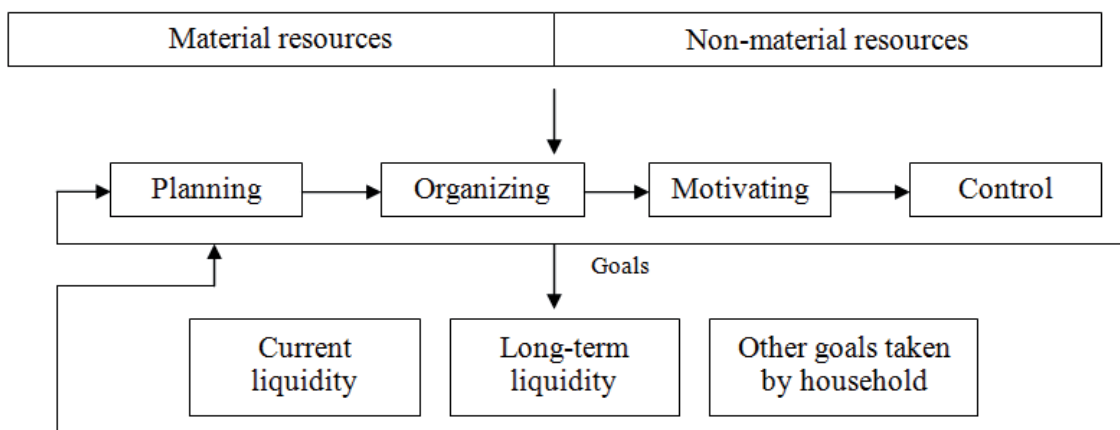 Material resources
Non-material resources
Planning
Organizing
Motivating
Control
Goals
Current
liquidity
Long-term
liquidity
Other goals taken
by household